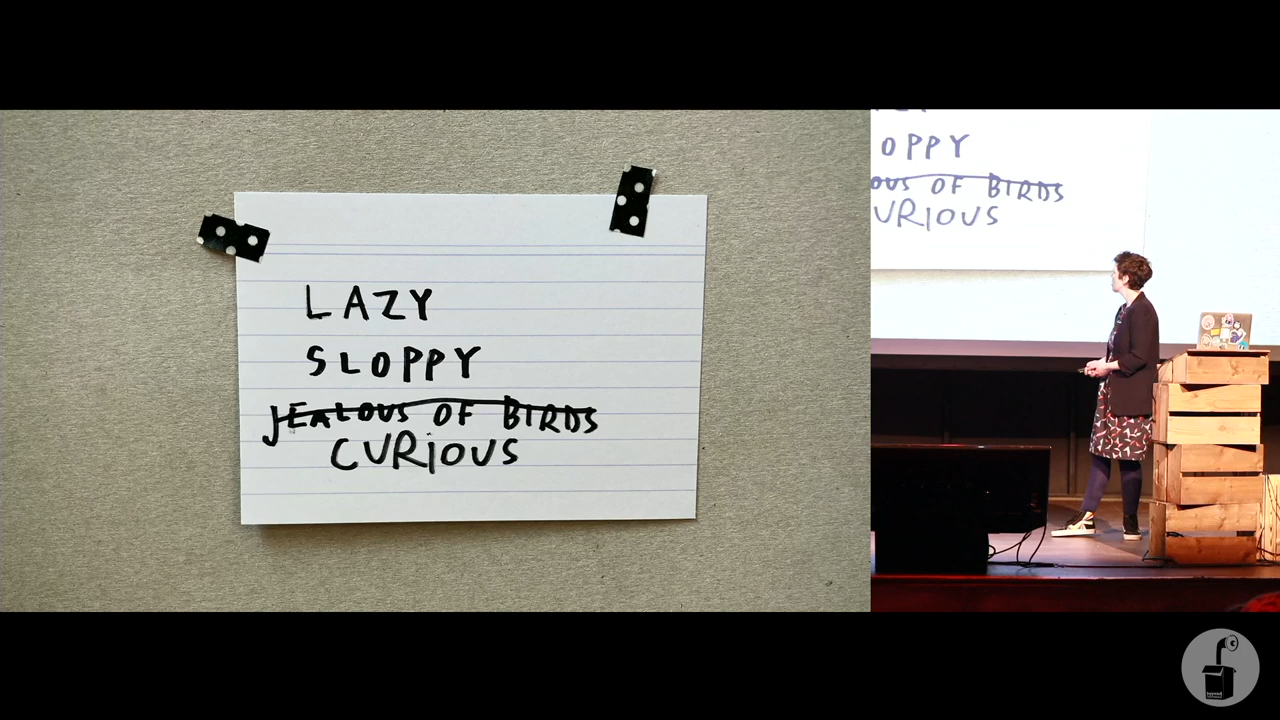 LAZY
SLOPPY
JEALOUS OF BIRDS
CURIOUS
OPPY
OUS OF BIRDS
URIOUS